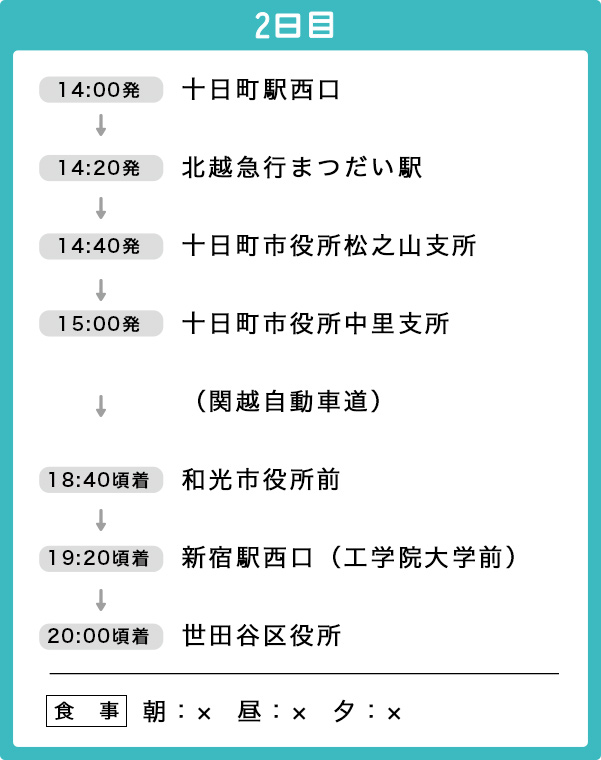 2日目
14:00発 十日町駅西口
↓
14:20発 北越急行まつだい駅
↓
14:40発 十日町市役所松之山支所
↓
15:00発 十日町市役所中里支所
↓ （関越自動車道）
18:40頃着 和光市役所前
↓
19:20頃着 新宿駅西口（工学院大学前）
↓
20:00頃着 世田谷区役所
食 事 朝：× 昼：× 夕：×